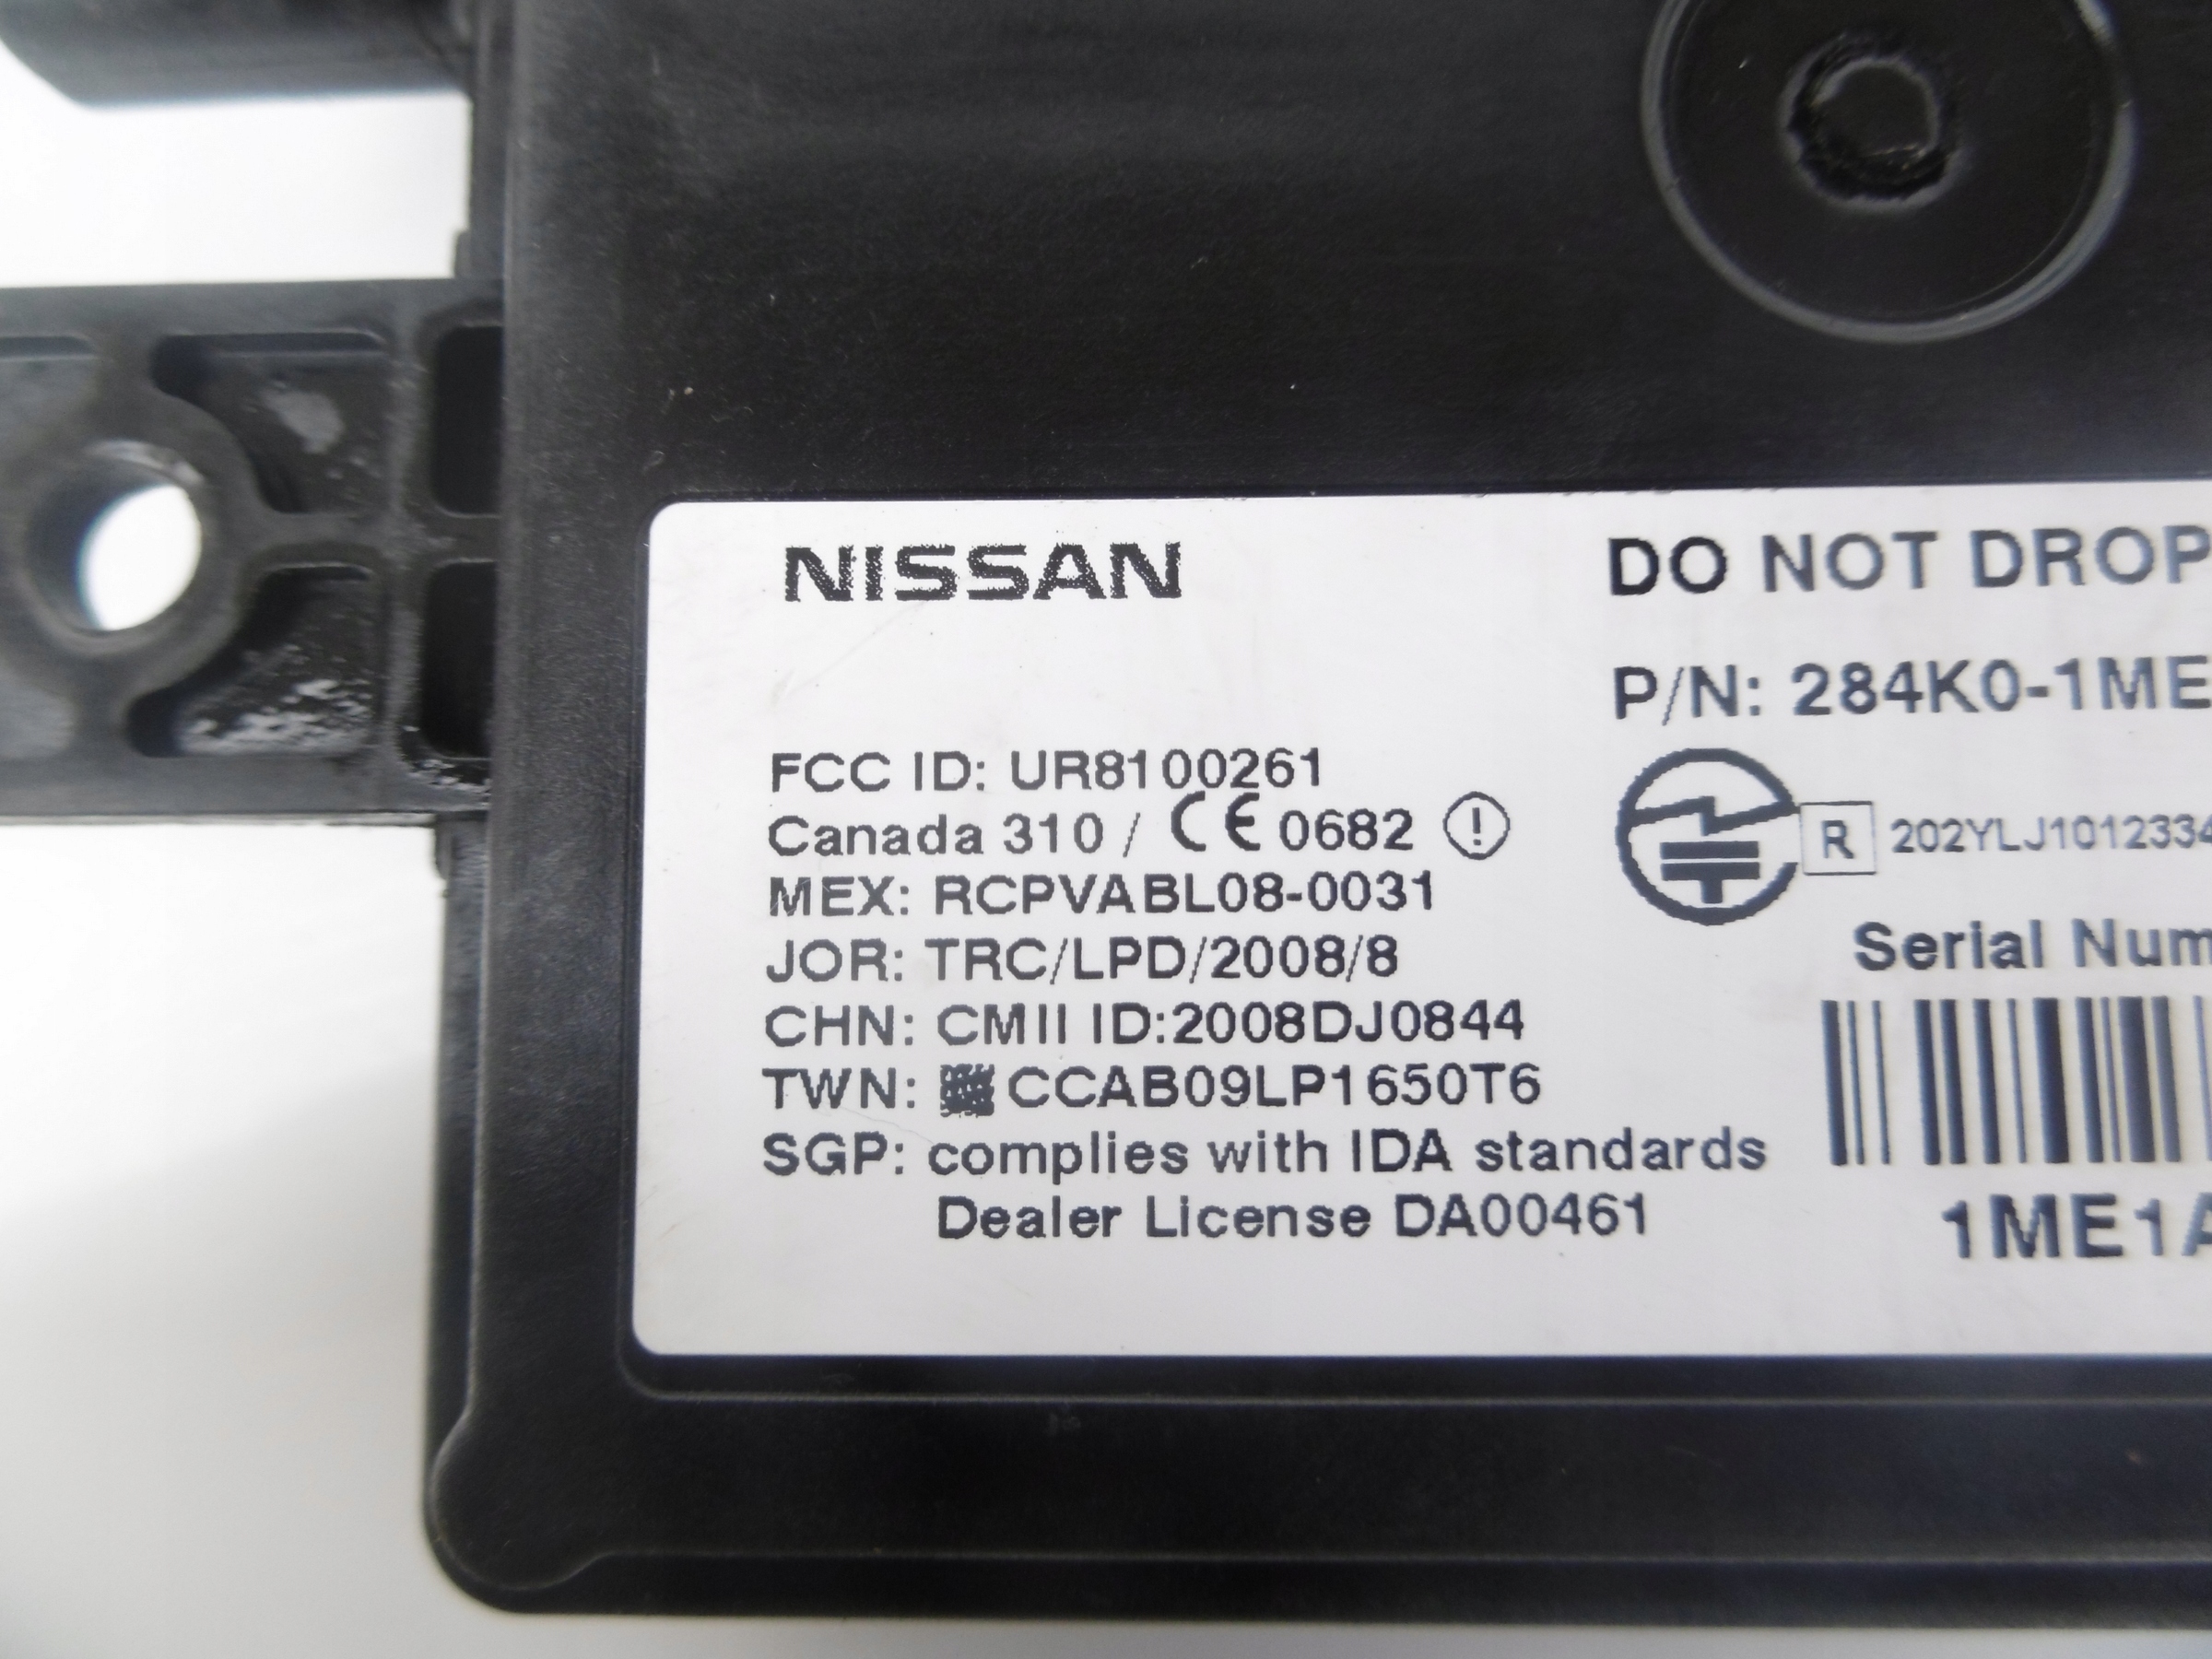 NISSAN
DO NOT DROP
P/N: 284K0-1ME
FCC ID: UR8100261
Canada 310 / CE 0682
MEX: RCPVABL08-0031
JOR: TRC/LPD/2008/8
CHN: CMII ID:2008DJ0844
TWN: CCAB09LP1650T6
SGP: complies with IDA standards
Dealer License DA00461
R 202YLJ1012334
Serial Num
1ME1A